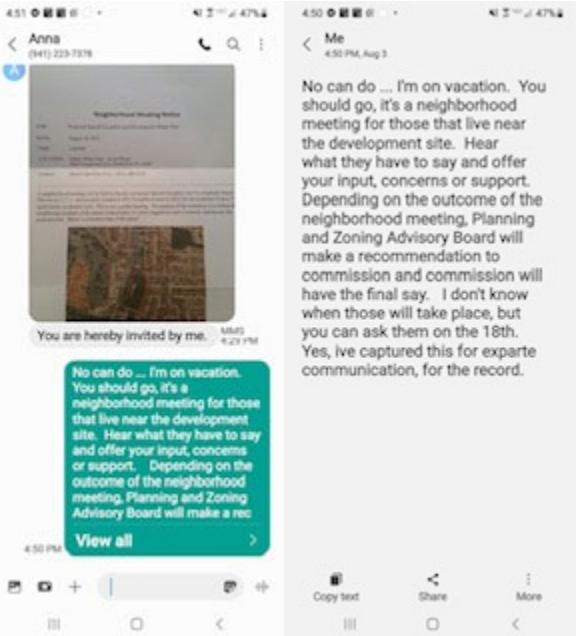 4:51
47%
Anna
(941) 223-7378
A
Neighborhood Meeting Notice
You are hereby invited by me.
MMS
4:29 PM
No can do ... I'm on vacation.
You should go, it's a
neighborhood meeting for those
that live near the development
site. Hear what they have to say
and offer your input, concerns
or support. Depending on the
outcome of the neighborhood
meeting, Planning and Zoning
Advisory Board will make a rec
View all
4:50 PM
4:50
47%
Me
4:50 PM, Aug 3
No can do ... I'm on vacation. You
should go, it's a neighborhood
meeting for those that live near
the development site. Hear
what they have to say and offer
your input, concerns or support.
Depending on the outcome of the
neighborhood meeting, Planning
and Zoning Advisory Board will
make a recommendation to
commission and commission will
have the final say. I don't know
when those will take place, but
you can ask them on the 18th.
Yes, ive captured this for exparte
communication, for the record.
Copy text
Share
More